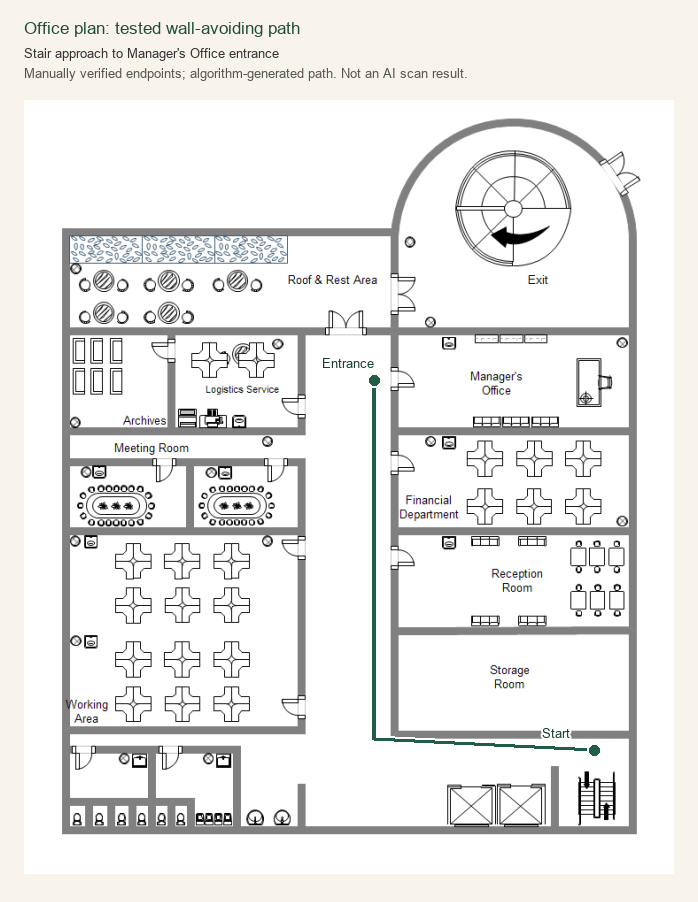 Office plan: tested wall-avoiding path
Stair approach to Manager's Office entrance
Manually verified endpoints; algorithm-generated path. Not an AI scan result.
Roof & Rest Area
Exit
Entrance
Manager's
Office
Logistics Service
Archives
Meeting Room
Financial
Department
Reception
Room
Storage
Room
Working
Area
Start